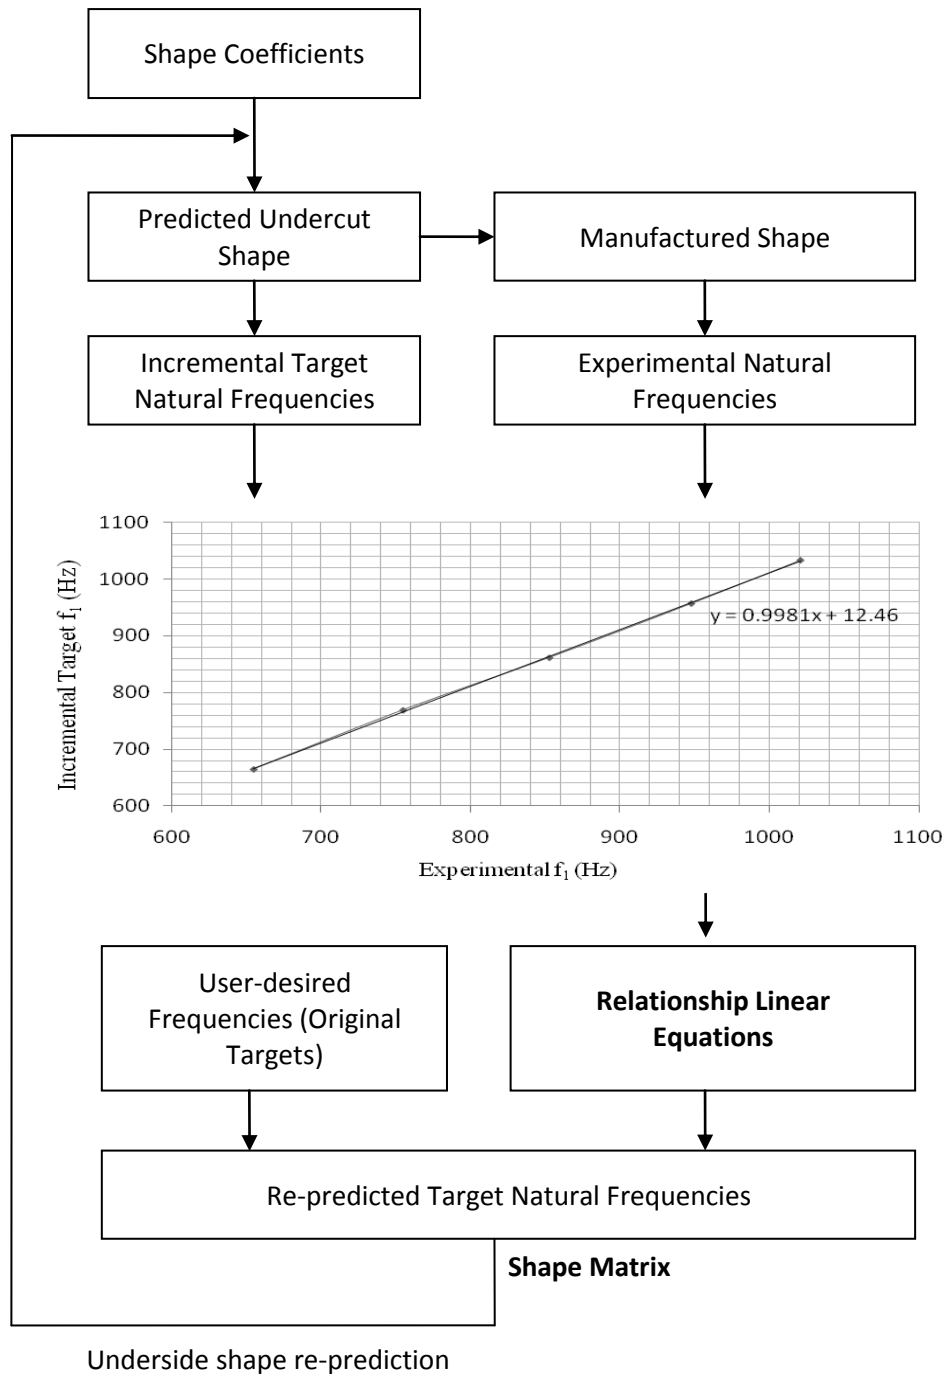 Shape Coefficients
Predicted Undercut
Shape
Manufactured Shape
Incremental Target
Natural Frequencies
Experimental Natural
Frequencies
Incremental Target f₁ (Hz)
1100
1000
900
800
700
600
y = 0.9981x + 12.46
600 700 800 900 1000 1100
Experimental f₁ (Hz)
User-desired
Frequencies (Original
Targets)
Relationship Linear
Equations
Re-predicted Target Natural Frequencies
Shape Matrix
Underside shape re-prediction